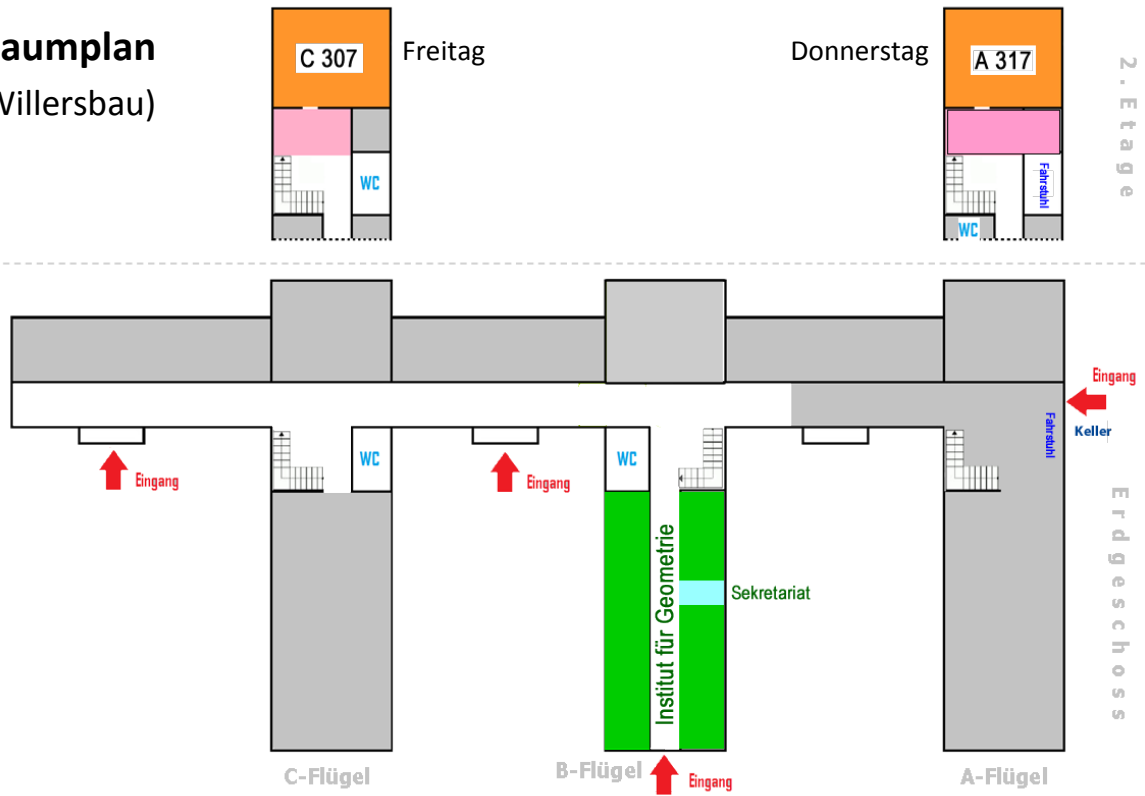 aumplan
Willersbau)
C 307
Freitag
Donnerstag
A 317
2. Etage
WC
Fahrstuhl
WC
Eingang
Fahrstuhl
Keller
WC
WC
Eingang
Eingang
Institut für Geometrie
Sekretariat
Erdgeschoss
C-Flügel
B-Flügel
Eingang
A-Flügel